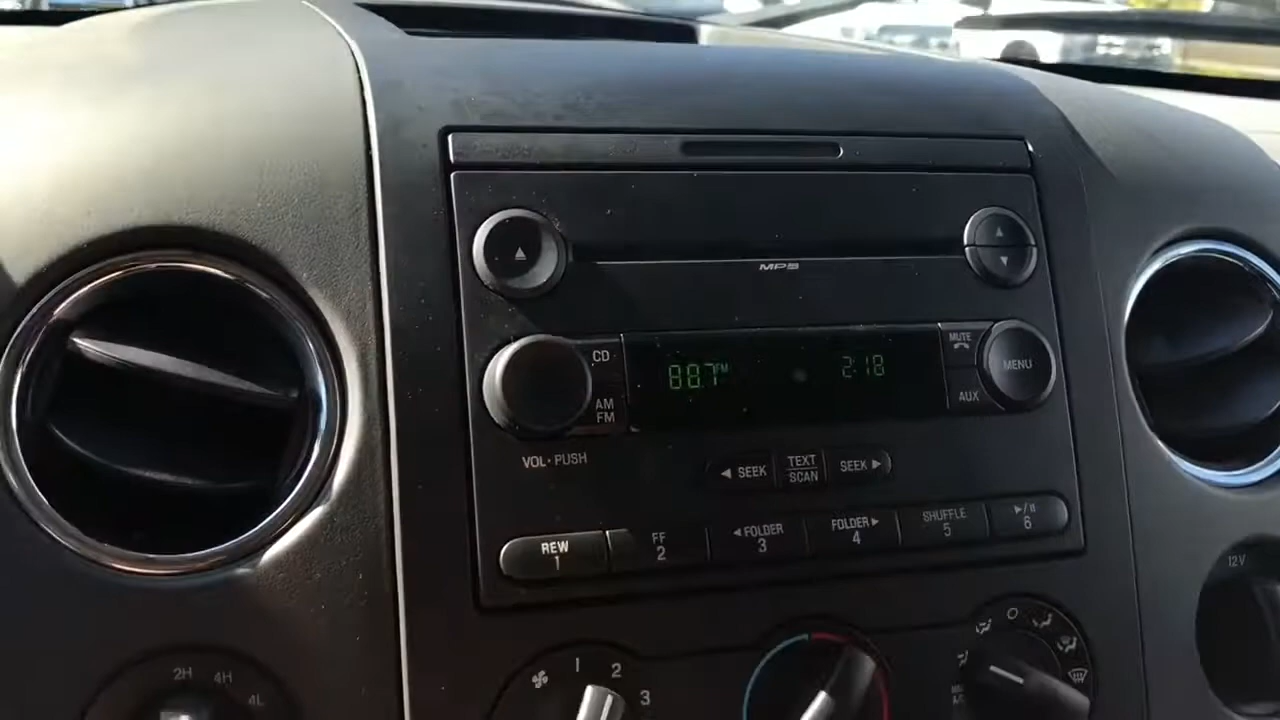 MP3
CD
AM
FM
88.7 FM
2:18
MUTE
MENU
AUX
VOL • PUSH
◄ SEEK
TEXT
SCAN
SEEK ►
REW
1
FF
2
◄ FOLDER
3
FOLDER ►
4
SHUFFLE
5
►/II
6
12V
2H
4H
4L
1
2
3